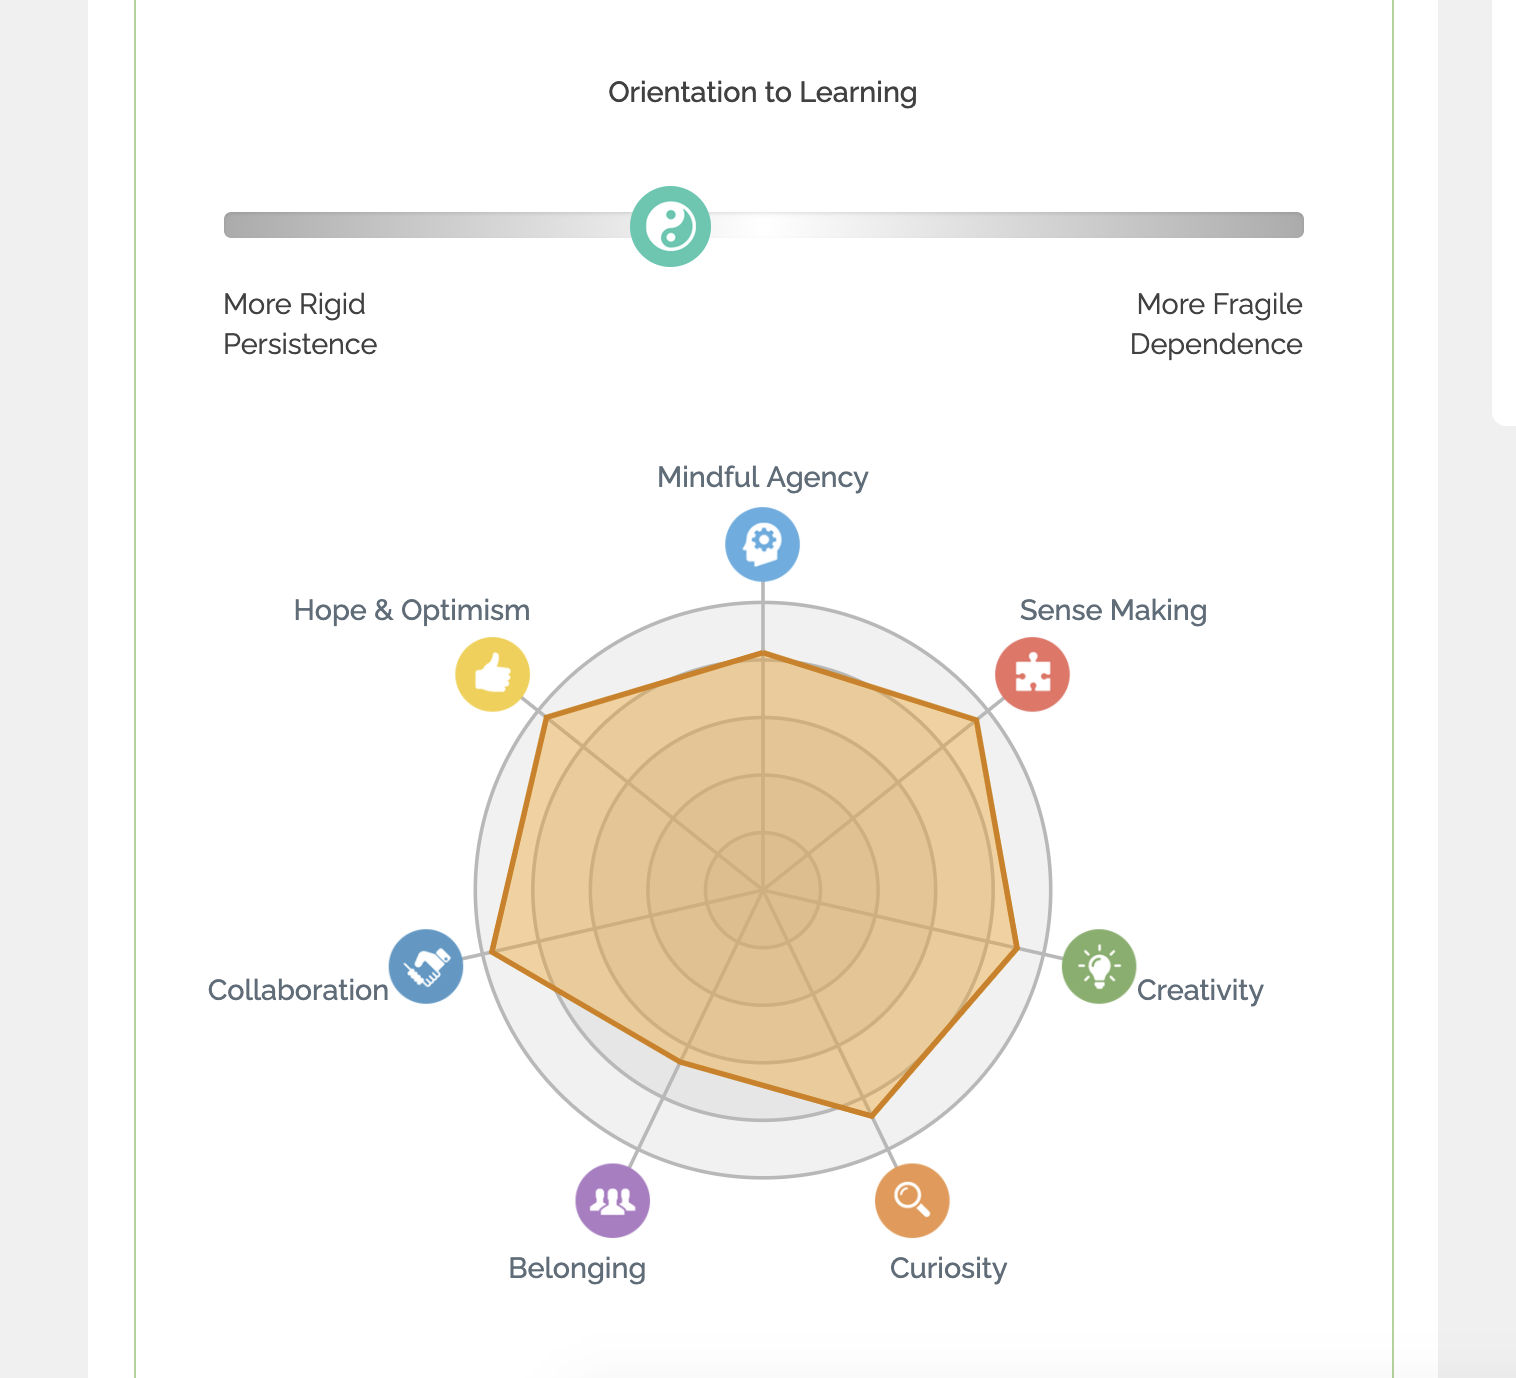 Orientation to Learning
More Rigid
Persistence
More Fragile
Dependence
Mindful Agency
Hope & Optimism
Sense Making
Collaboration
Creativity
Belonging
Curiosity